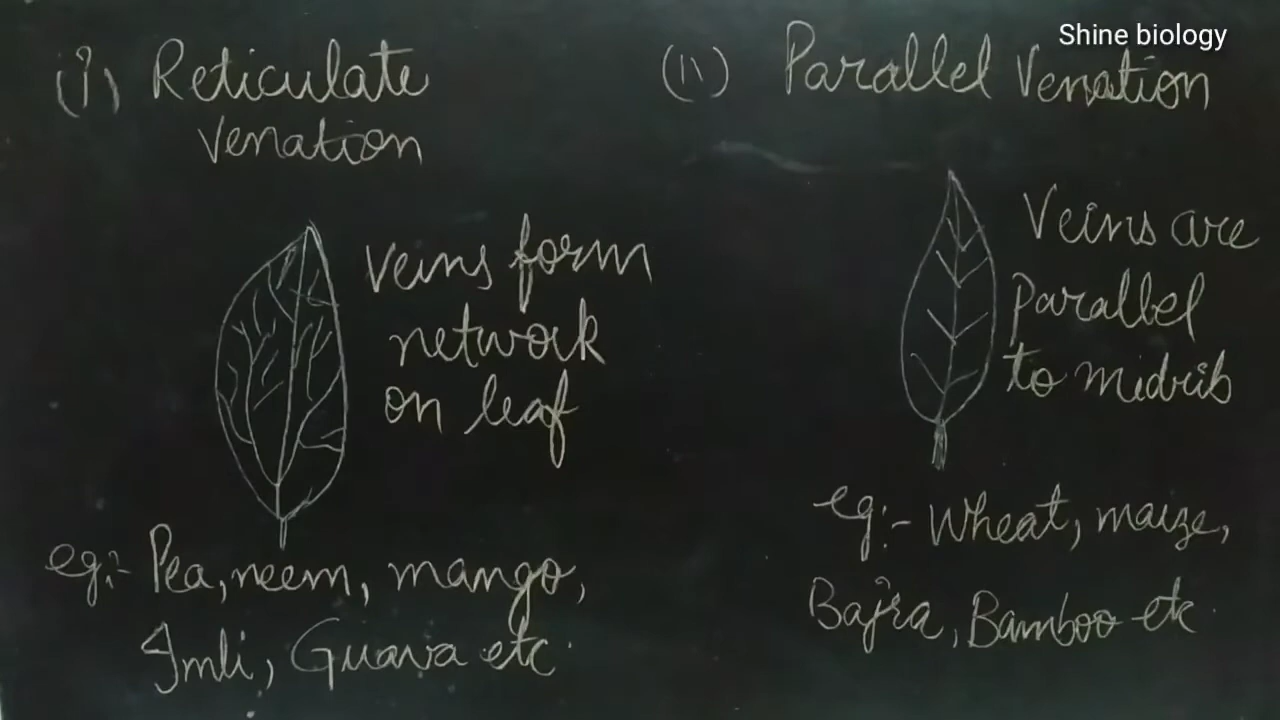 Shine biology
(i) Reticulate
venation
Veins form
network
on leaf
eg:- Pea, neem, mango,
Imli, Guava etc.
(ii) Parallel Venation
Veins are
parallel
to midrib
eg:- Wheat, maize,
Bajra, Bamboo etc.